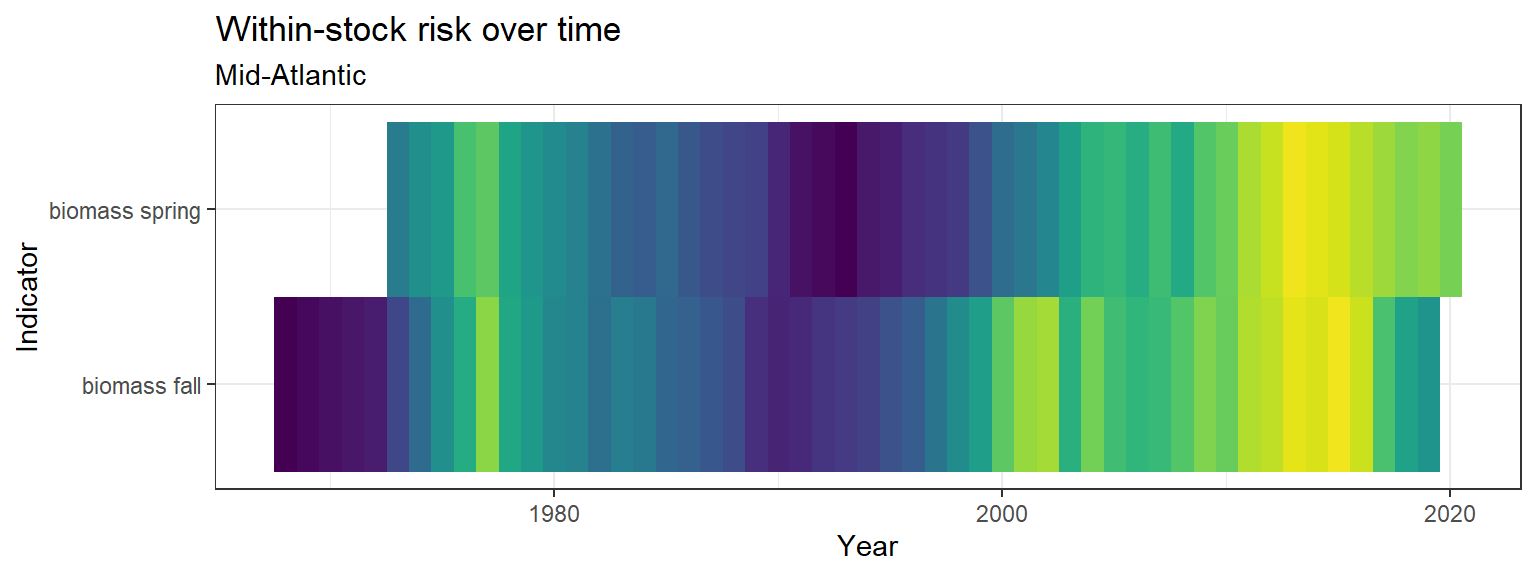 Within-stock risk over time
Mid-Atlantic
Indicator
biomass spring
biomass fall
1980
2000
2020
Year